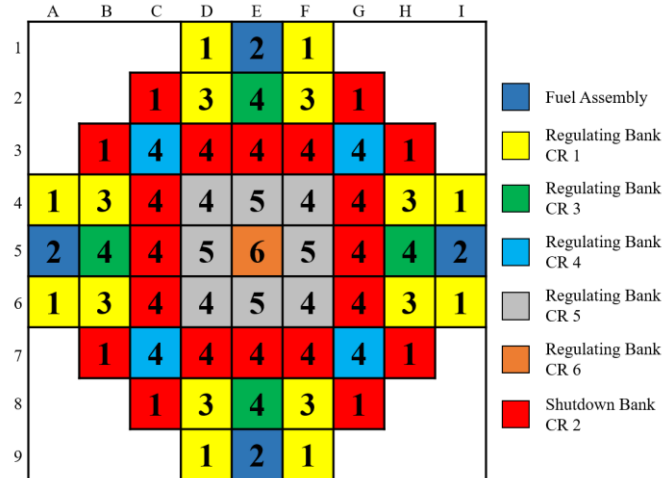 A B C D E F G H I
1 1 2 1
2 1 3 4 3 1
3 1 4 4 4 4 4 1
4 1 3 4 4 5 4 4 3 1
5 2 4 4 5 6 5 4 4 2
6 1 3 4 4 5 4 4 3 1
7 1 4 4 4 4 4 1
8 1 3 4 3 1
9 1 2 1
Fuel Assembly
Regulating Bank
CR 1
Regulating Bank
CR 3
Regulating Bank
CR 4
Regulating Bank
CR 5
Regulating Bank
CR 6
Shutdown Bank
CR 2